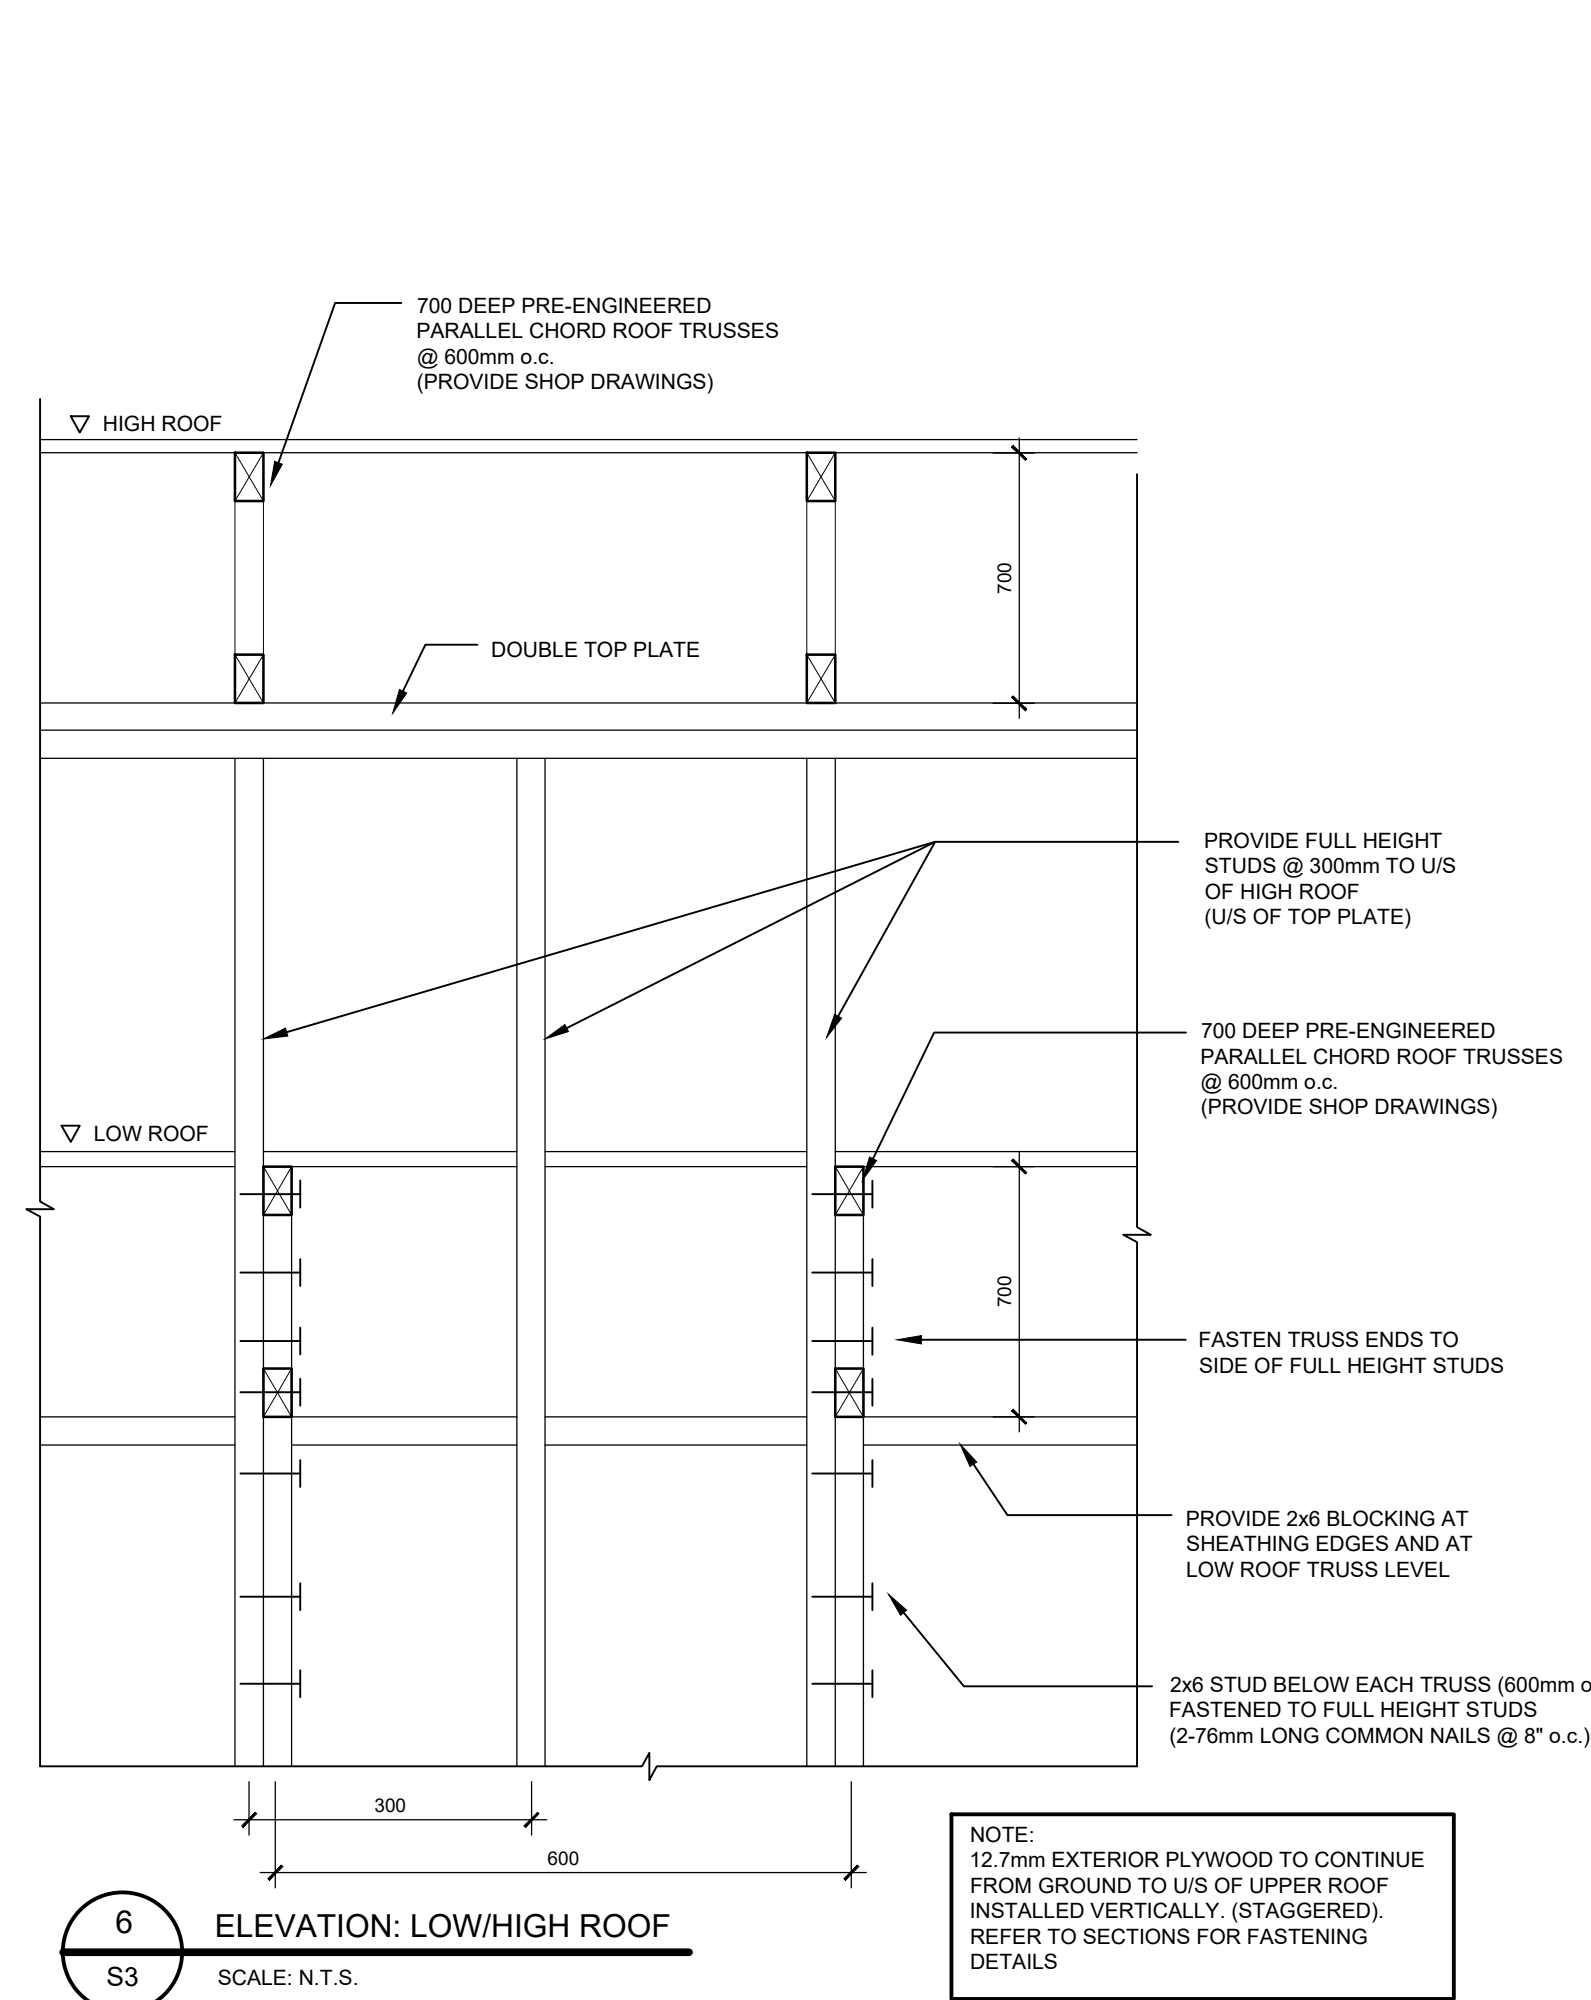 700 DEEP PRE-ENGINEERED
PARALLEL CHORD ROOF TRUSSES
@ 600mm o.c.
(PROVIDE SHOP DRAWINGS)
HIGH ROOF
700
DOUBLE TOP PLATE
PROVIDE FULL HEIGHT
STUDS @ 300mm TO U/S
OF HIGH ROOF
(U/S OF TOP PLATE)
700 DEEP PRE-ENGINEERED
PARALLEL CHORD ROOF TRUSSES
@ 600mm o.c.
(PROVIDE SHOP DRAWINGS)
LOW ROOF
700
FASTEN TRUSS ENDS TO
SIDE OF FULL HEIGHT STUDS
PROVIDE 2x6 BLOCKING AT
SHEATHING EDGES AND AT
LOW ROOF TRUSS LEVEL
2x6 STUD BELOW EACH TRUSS (600mm
FASTENED TO FULL HEIGHT STUDS
(2-76mm LONG COMMON NAILS @ 8" o.c.)
300
600
NOTE:
12.7mm EXTERIOR PLYWOOD TO CONTINUE
FROM GROUND TO U/S OF UPPER ROOF
INSTALLED VERTICALLY. (STAGGERED).
REFER TO SECTIONS FOR FASTENING
DETAILS
6
S3
ELEVATION: LOW/HIGH ROOF
SCALE: N.T.S.